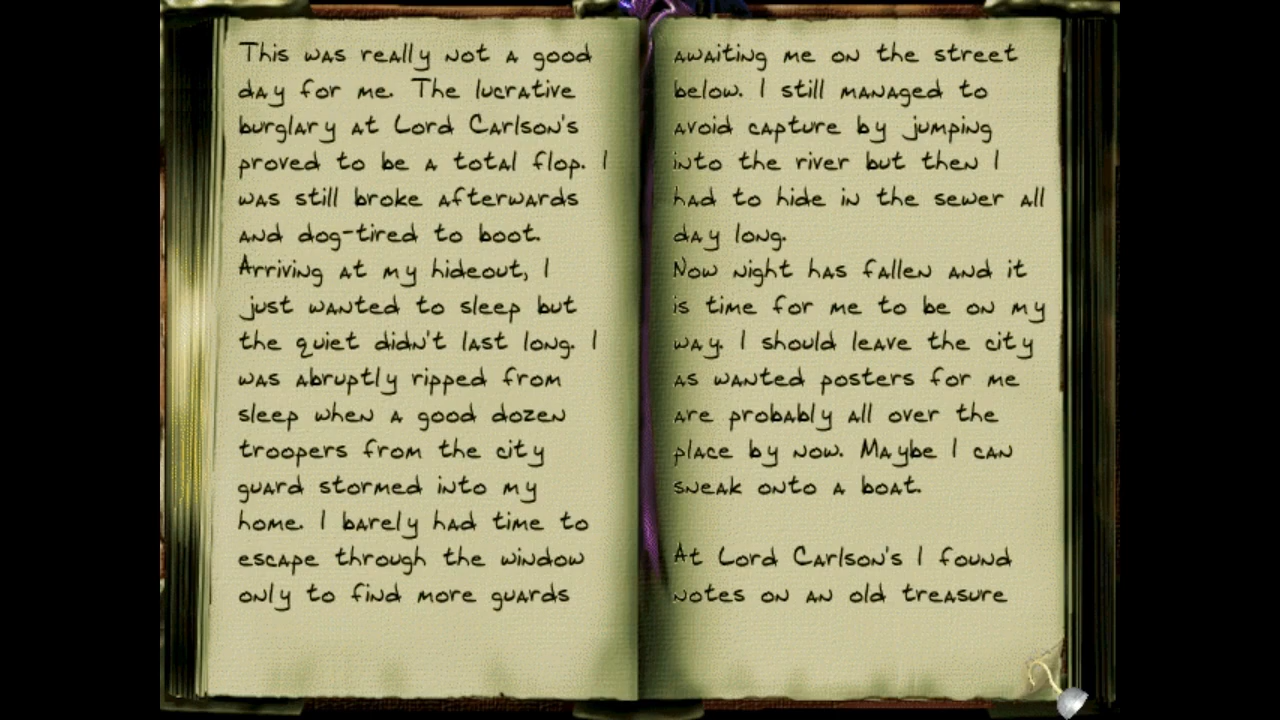 This was really not a good
day for me. The lucrative
burglary at Lord Carlson's
proved to be a total flop. I
was still broke afterwards
and dog-tired to boot.
Arriving at my hideout, I
just wanted to sleep but
the quiet didn't last long. I
was abruptly ripped from
sleep when a good dozen
troopers from the city
guard stormed into my
home. I barely had time to
escape through the window
only to find more guards
awaiting me on the street
below. I still managed to
avoid capture by jumping
into the river but then I
had to hide in the sewer all
day long.
Now night has fallen and it
is time for me to be on my
way. I should leave the city
as wanted posters for me
are probably all over the
place by now. Maybe I can
sneak onto a boat.
At Lord Carlson's I found
notes on an old treasure